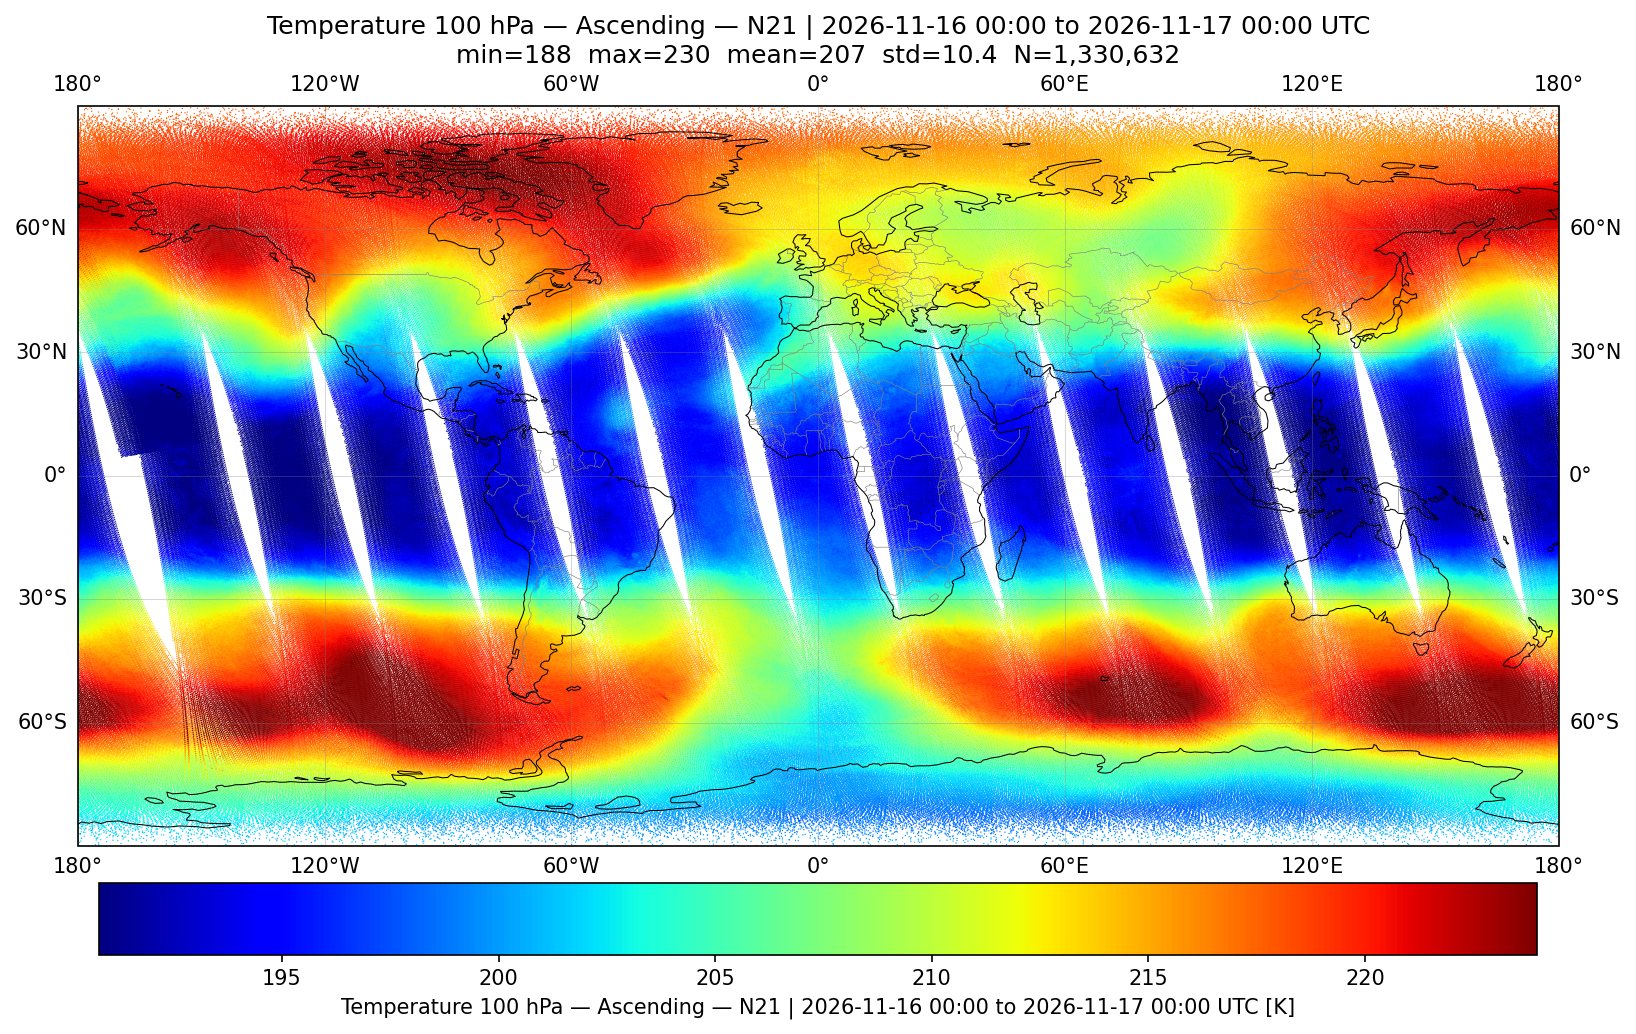 Temperature 100 hPa — Ascending — N21 | 2026-11-16 00:00 to 2026-11-17 00:00 UTC
min=188 max=230 mean=207 std=10.4 N=1,330,632
180° 120°W 60°W 0° 60°E 120°E 180°
60°N 60°N
30°N 30°N
0° 0°
30°S 30°S
60°S 60°S
180° 120°W 60°W 0° 60°E 120°E 180°
195 200 205 210 215 220
Temperature 100 hPa — Ascending — N21 | 2026-11-16 00:00 to 2026-11-17 00:00 UTC [K]